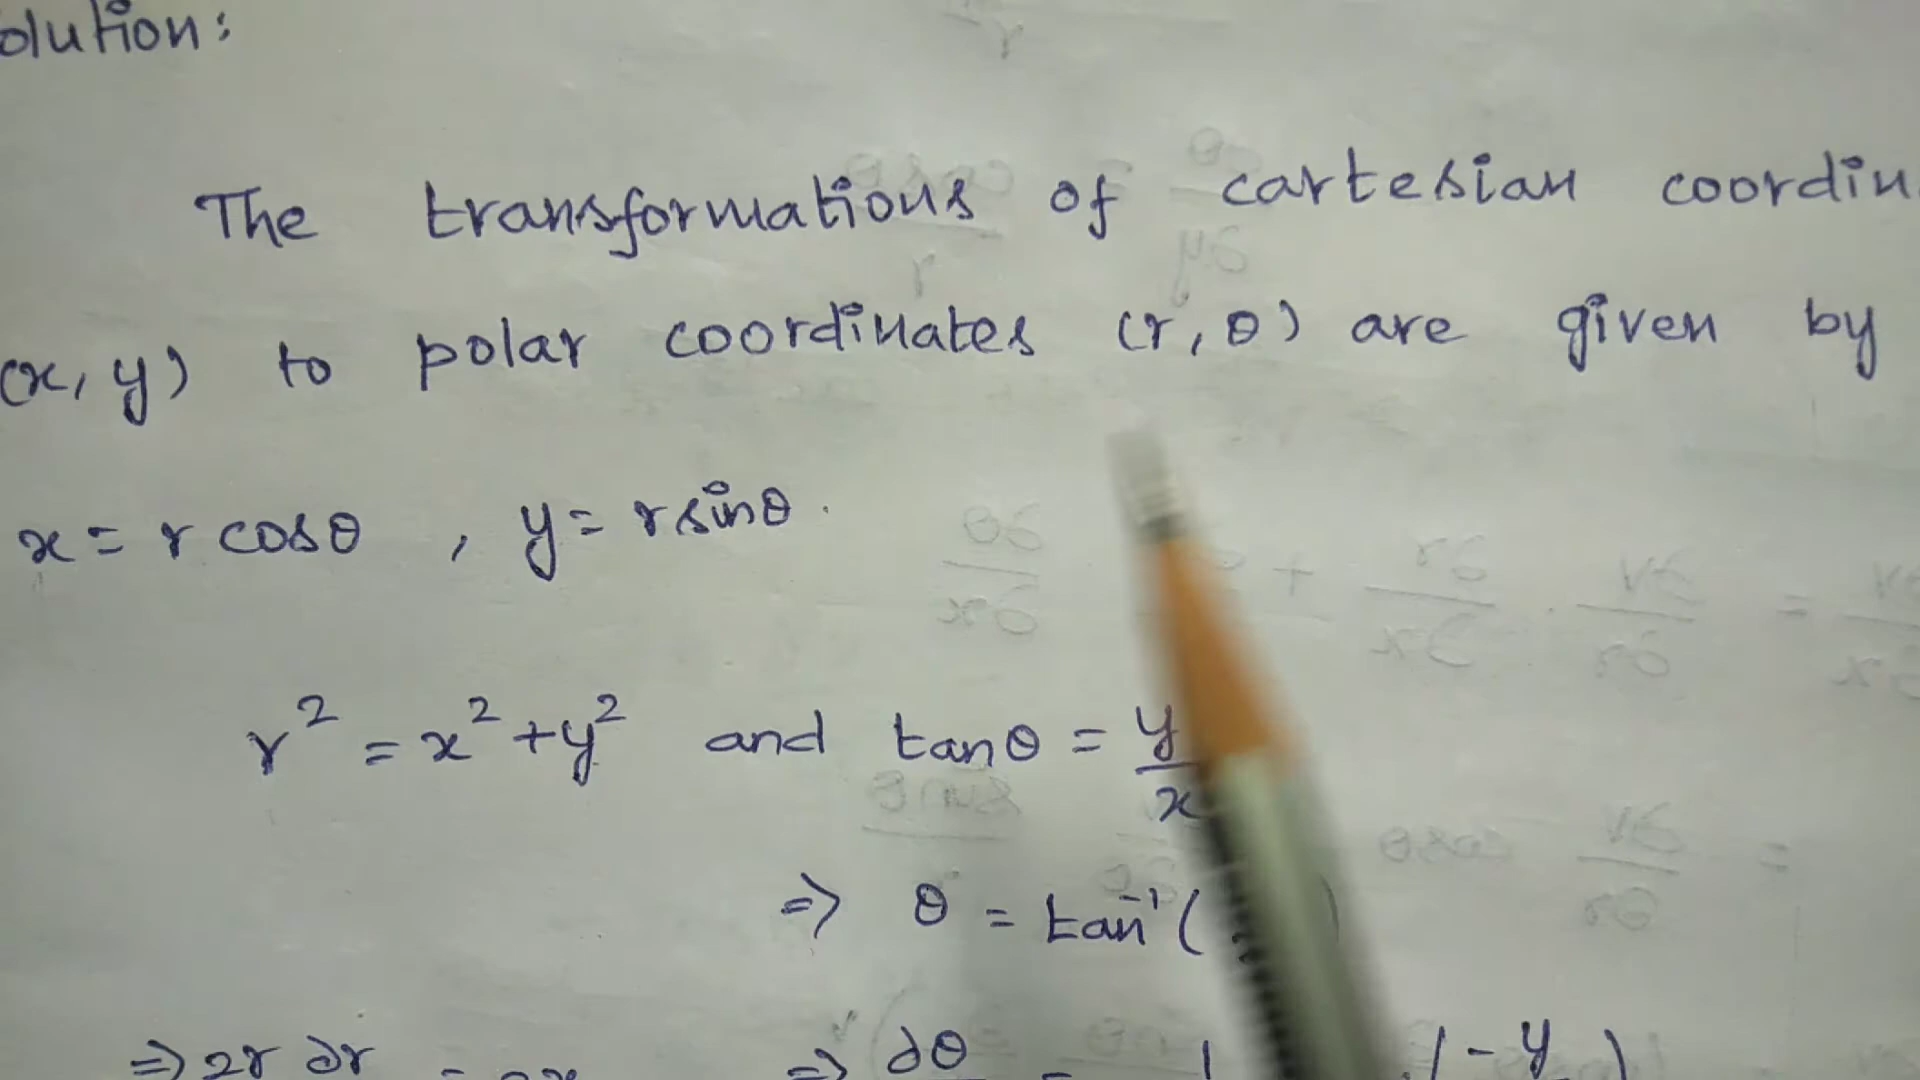 olution:
The transformations of cartesian coordin
(x, y) to polar coordinates (r, θ) are given by
x = r cosθ , y = r sinθ.
r² = x² + y² and tanθ = y/x
⇒ θ = tan⁻¹(
⇒ 2r ∂r = ⇒ ∂θ = 1 (-y )